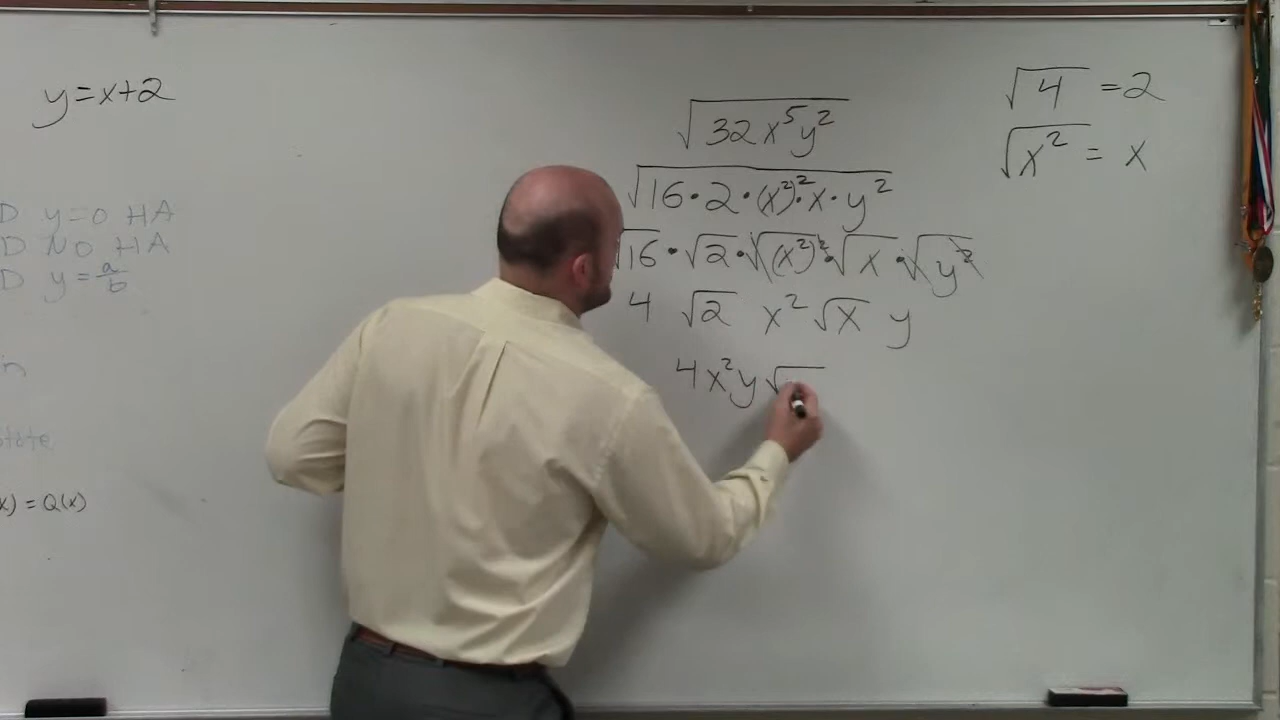 y=x+2
D y=0 HA
D NO HA
D y=a/b
n
state
x) = Q(x)
√(32x⁵y²)
√(16·2·(x²)²·x·y²)
√16·√2·√((x²)²)·√x·√(y²)
4 √2 x² √x y
4x²y√
√4 = 2
√(x²) = x